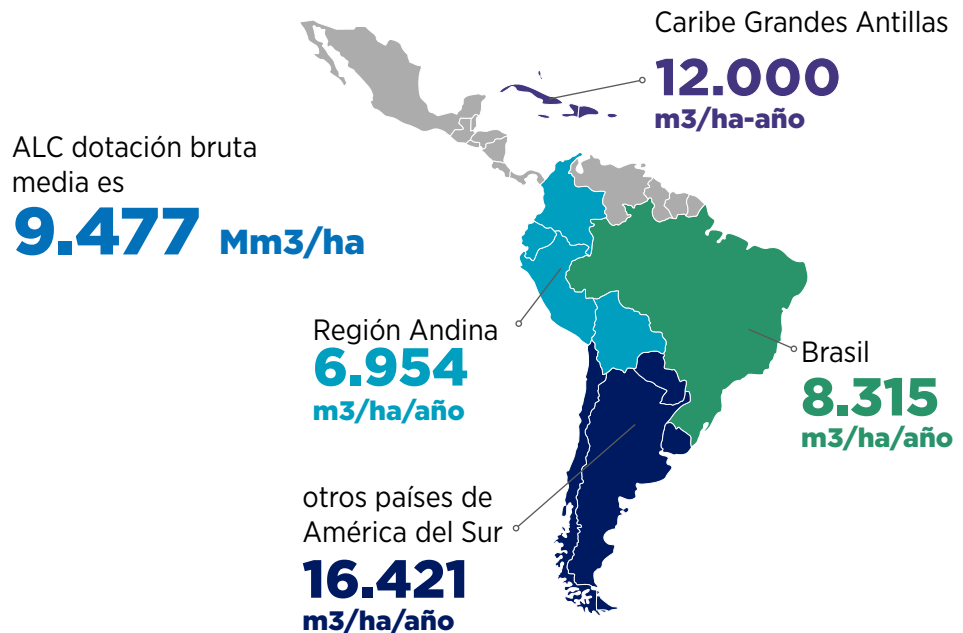 Caribe Grandes Antillas
12.000
m3/ha-año
ALC dotación bruta
media es
9.477 Mm3/ha
Región Andina
6.954
m3/ha/año
Brasil
8.315
m3/ha/año
otros países de
América del Sur
16.421
m3/ha/año